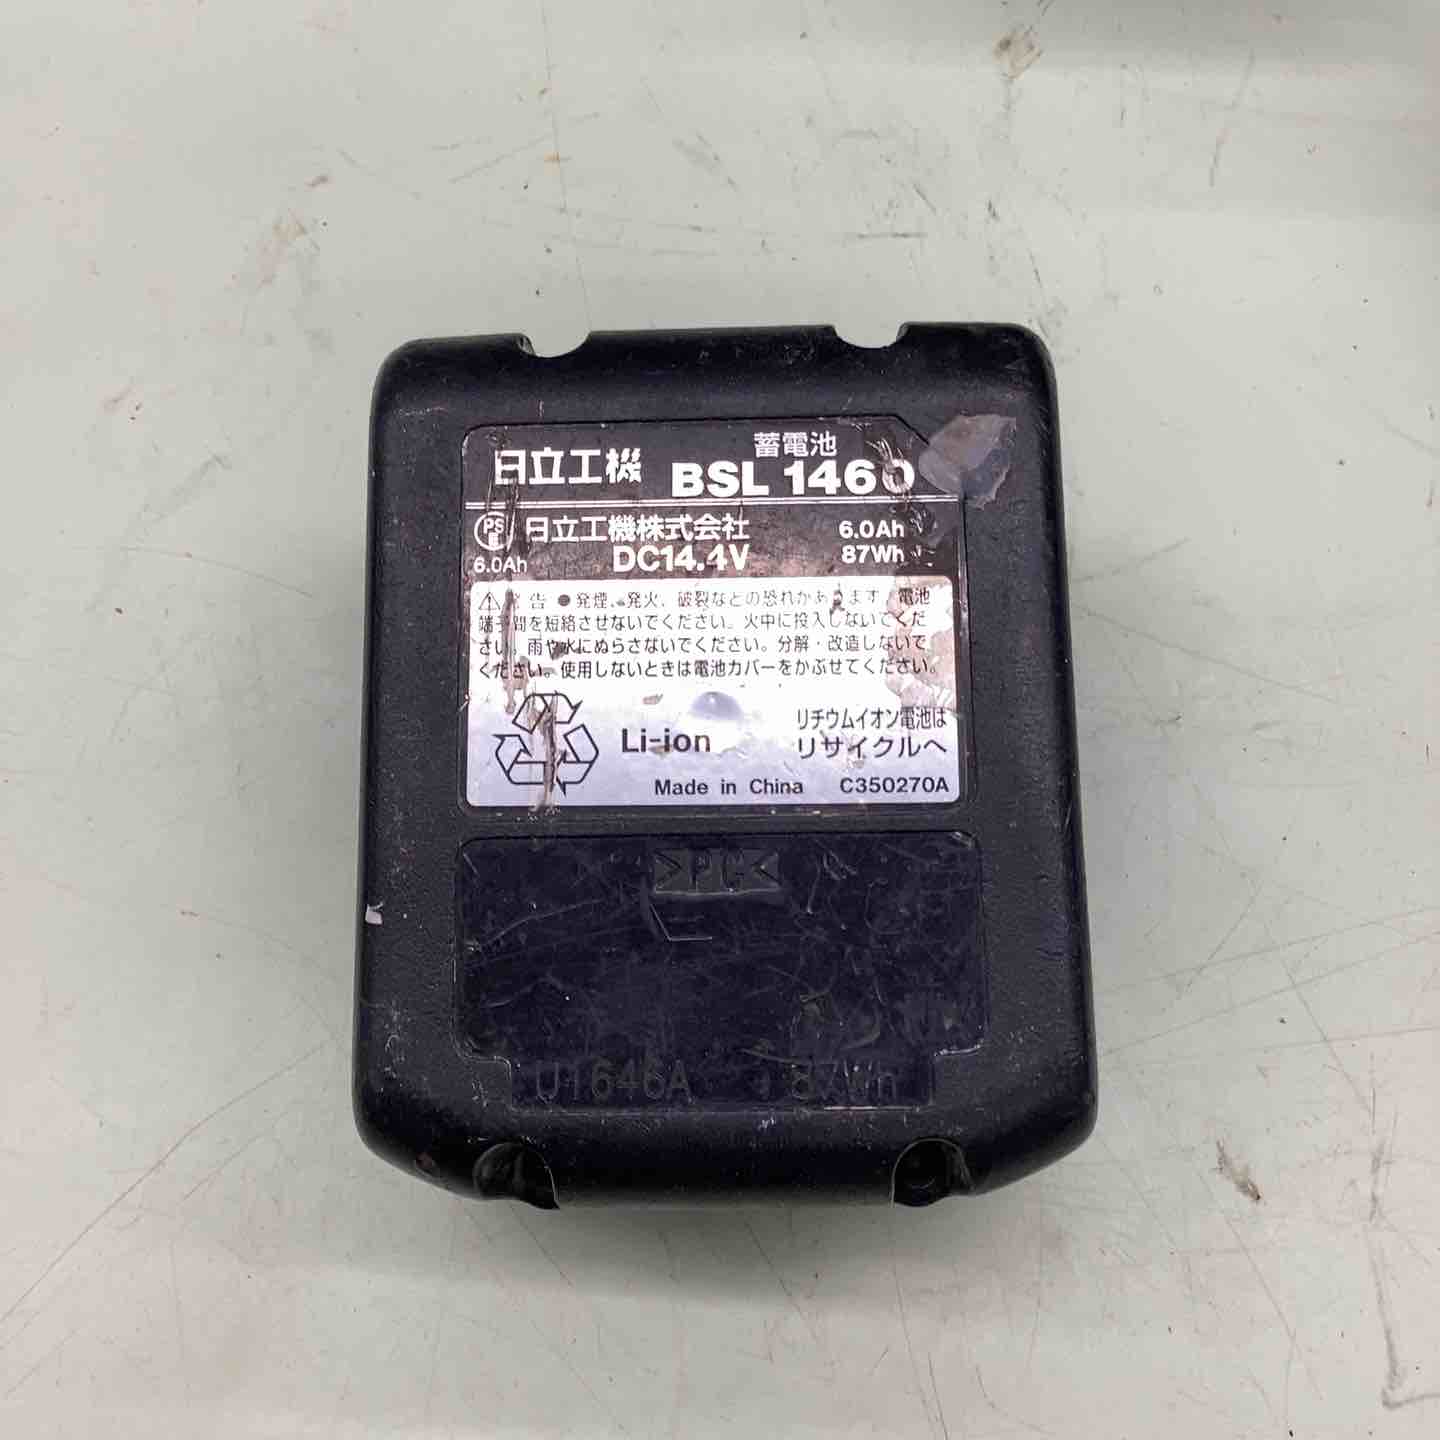 日立工機
蓄電池
BSL 1460
PS
E
日立工機株式会社
6.0Ah
6.0Ah
DC14.4V
87Wh
警告 ●発煙、発火、破裂などの恐れがあります。電池
端子間を短絡させないでください。火中に投入しないでくだ
さい。雨や水にぬらさないでください。分解・改造しないで
ください。使用しないときは電池カバーをかぶせてください。
Li-ion
リチウムイオン電池は
リサイクルへ
Made in China C350270A
>PC<
U1646A 87Wh